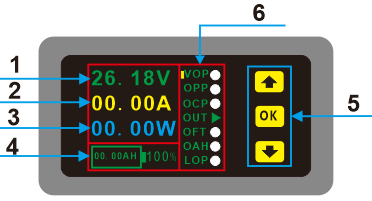 6
1
2
3
4
5
26.18V
00.00A
00.00W
00.00AH
100%
VOP
OPP
OCP
OUT
OFT
OAH
LOP
OK